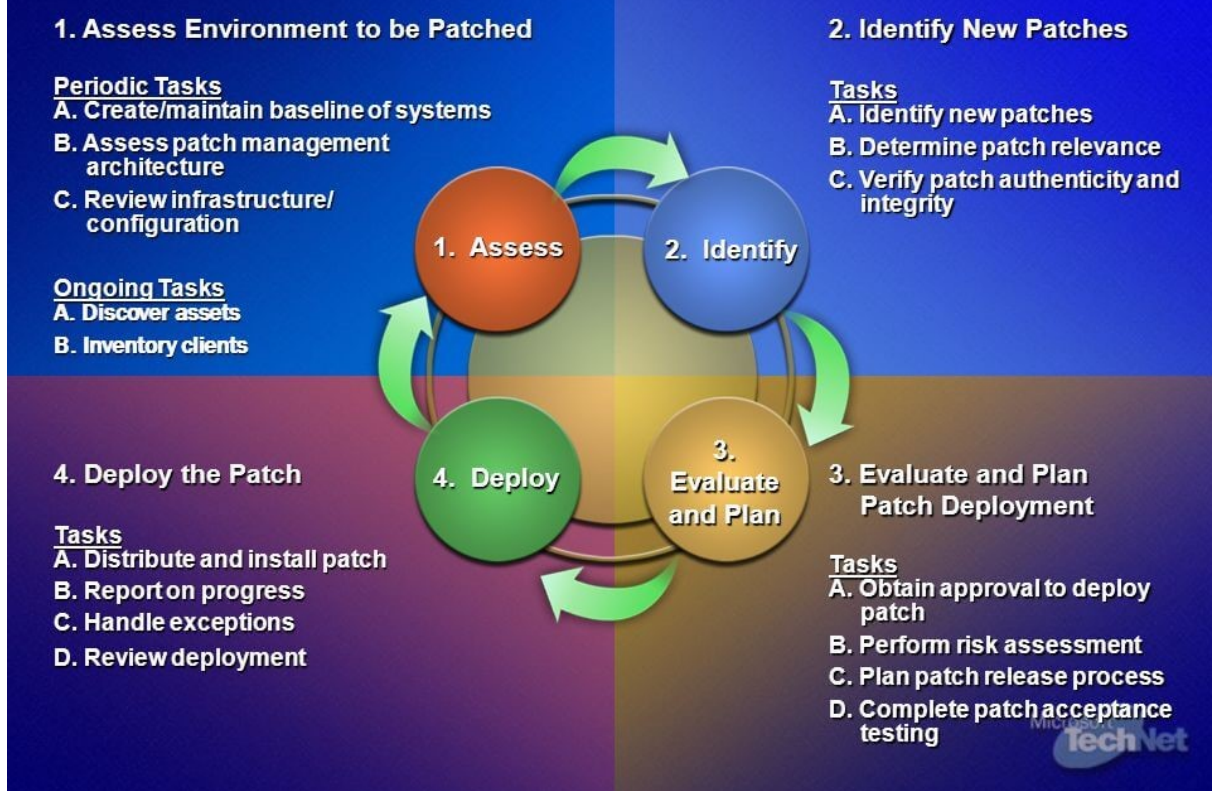 1. Assess Environment to be Patched
Periodic Tasks
A. Create/maintain baseline of systems
B. Assess patch management
architecture
C. Review infrastructure/
configuration
Ongoing Tasks
A. Discover assets
B. Inventory clients
2. Identify New Patches
Tasks
A. Identify new patches
B. Determine patch relevance
C. Verify patch authenticity and
integrity
1. Assess
2. Identify
3.
Evaluate
and Plan
4. Deploy
3. Evaluate and Plan
Patch Deployment
Tasks
A. Obtain approval to deploy
patch
B. Perform risk assessment
C. Plan patch release process
D. Complete patch acceptance
testing
4. Deploy the Patch
Tasks
A. Distribute and install patch
B. Report on progress
C. Handle exceptions
D. Review deployment
Microsoft
TechNet